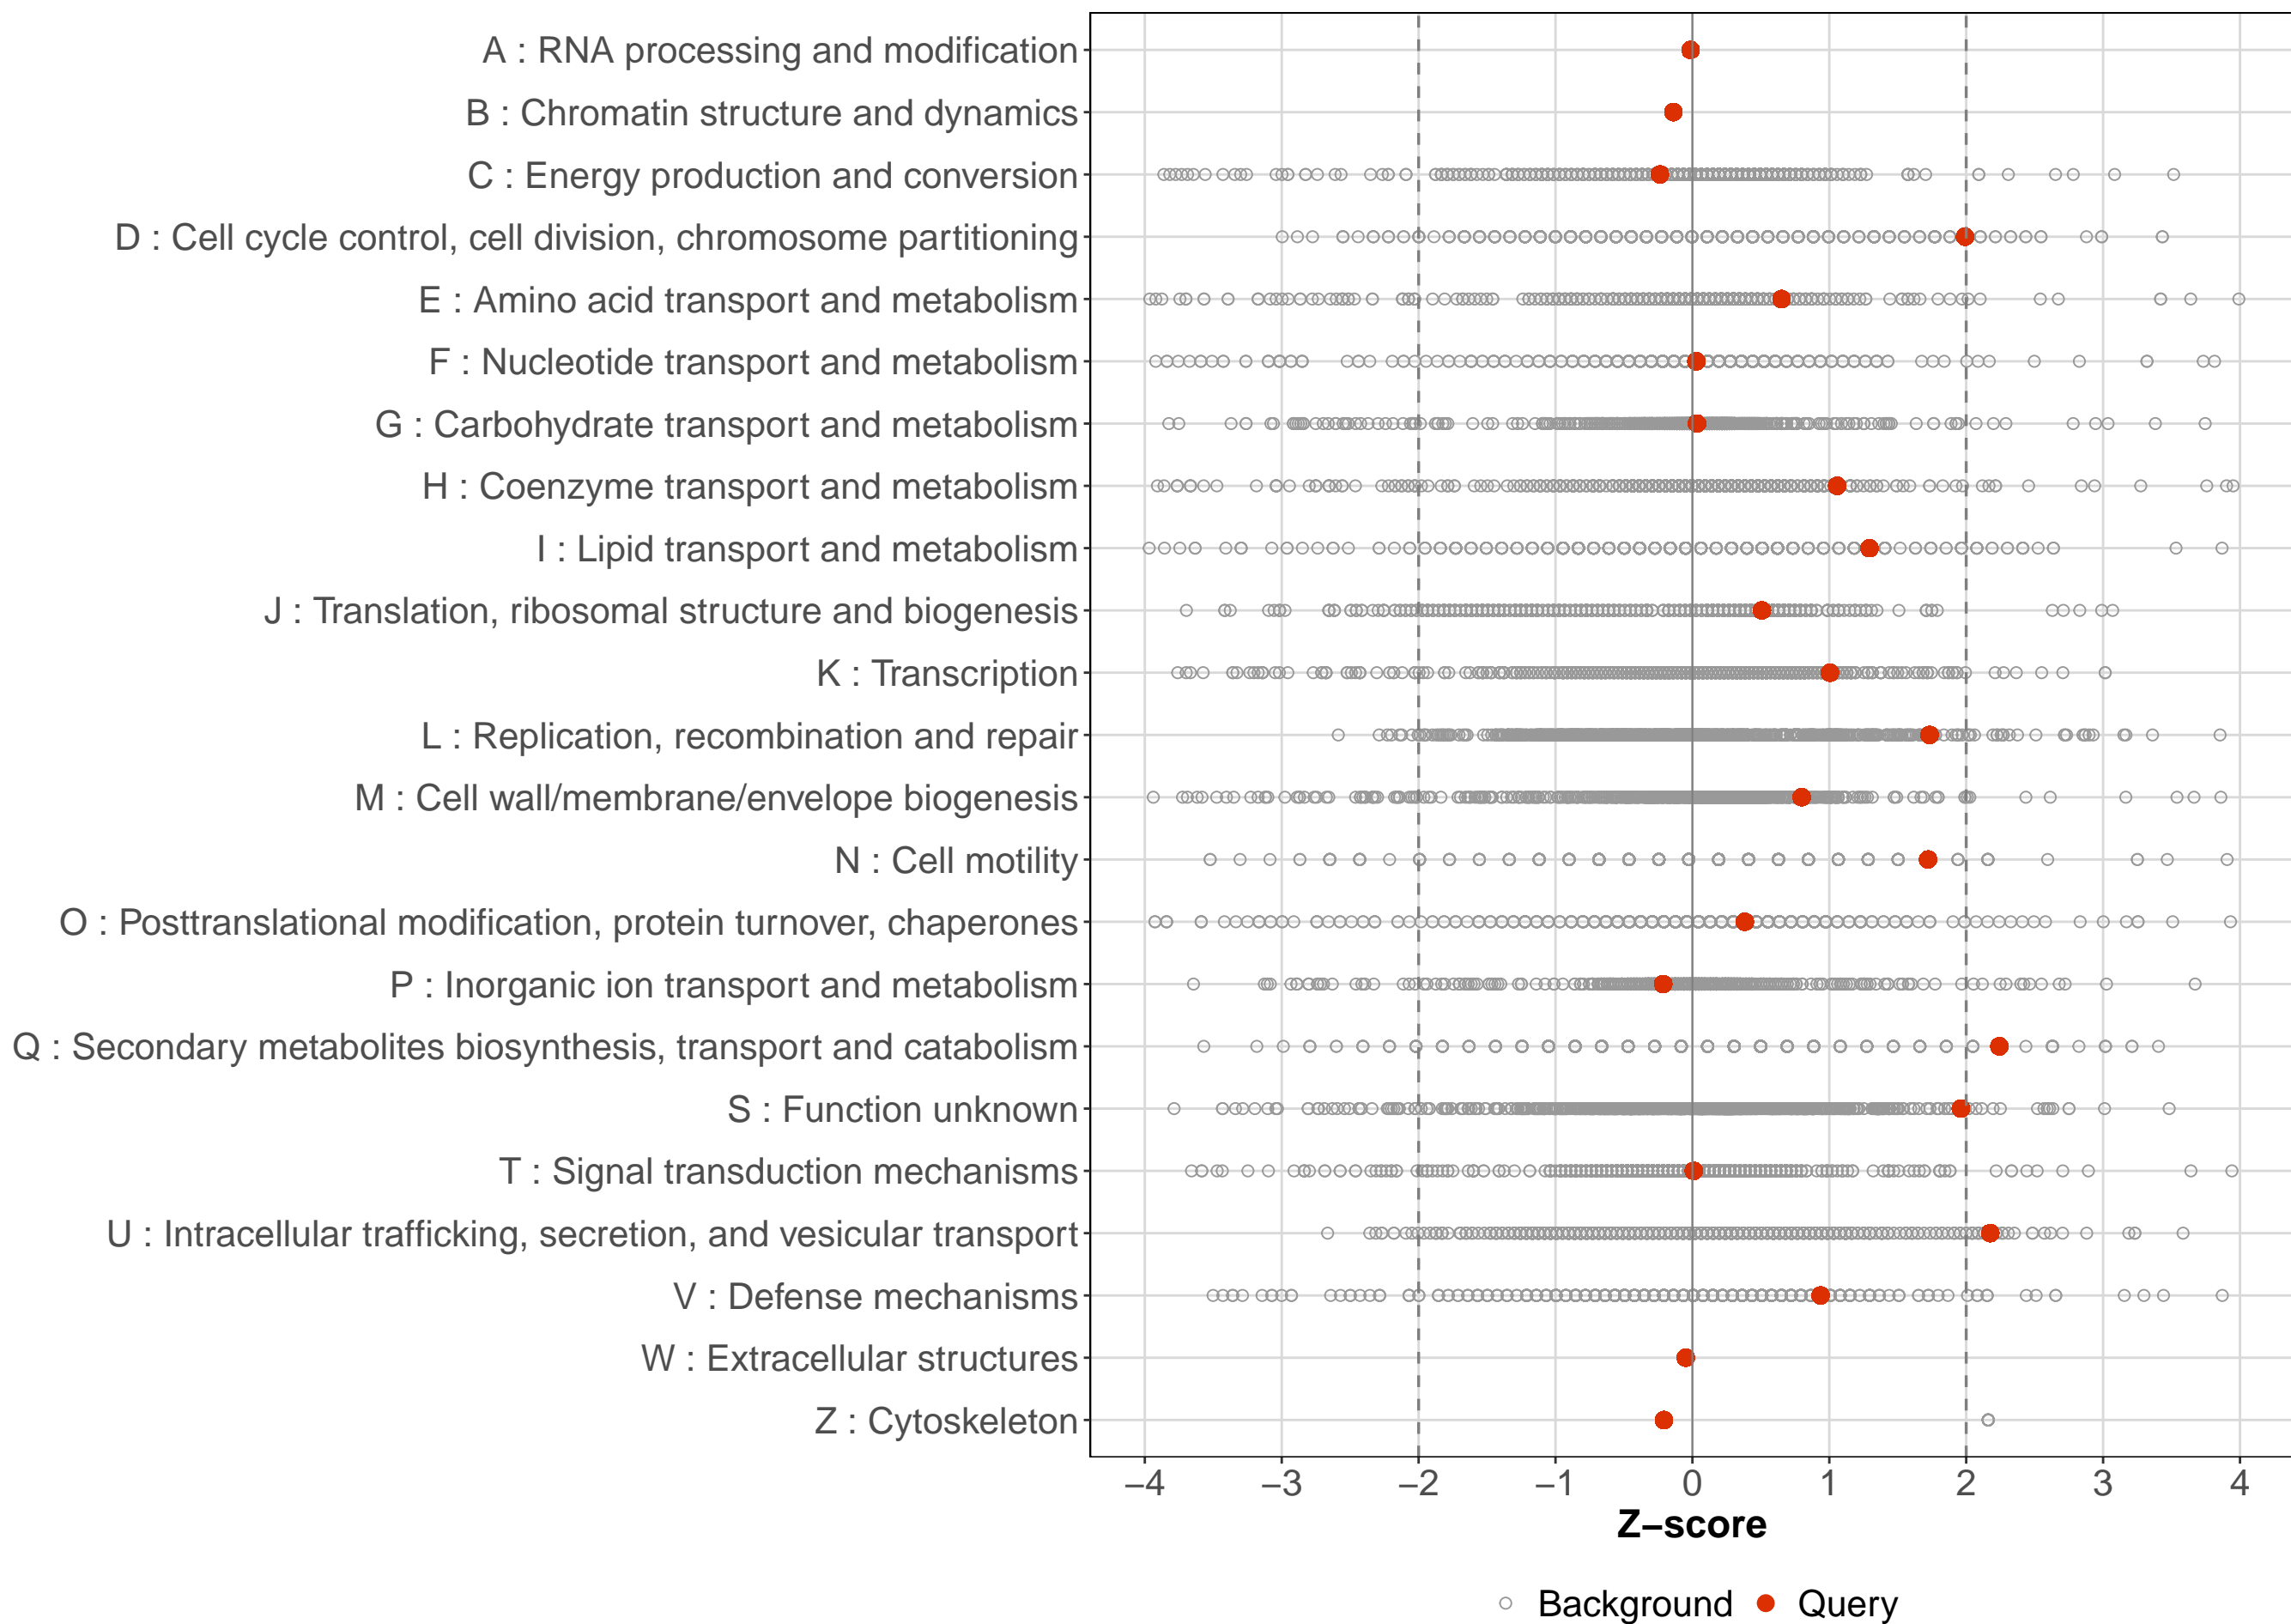 A : RNA processing and modification
B : Chromatin structure and dynamics
C : Energy production and conversion
D : Cell cycle control, cell division, chromosome partitioning
E : Amino acid transport and metabolism
F : Nucleotide transport and metabolism
G : Carbohydrate transport and metabolism
H : Coenzyme transport and metabolism
I : Lipid transport and metabolism
J : Translation, ribosomal structure and biogenesis
K : Transcription
L : Replication, recombination and repair
M : Cell wall/membrane/envelope biogenesis
N : Cell motility
O : Posttranslational modification, protein turnover, chaperones
P : Inorganic ion transport and metabolism
Q : Secondary metabolites biosynthesis, transport and catabolism
S : Function unknown
T : Signal transduction mechanisms
U : Intracellular trafficking, secretion, and vesicular transport
V : Defense mechanisms
W : Extracellular structures
Z : Cytoskeleton
−4 −3 −2 −1 0 1 2 3 4
Z−score
Background Query